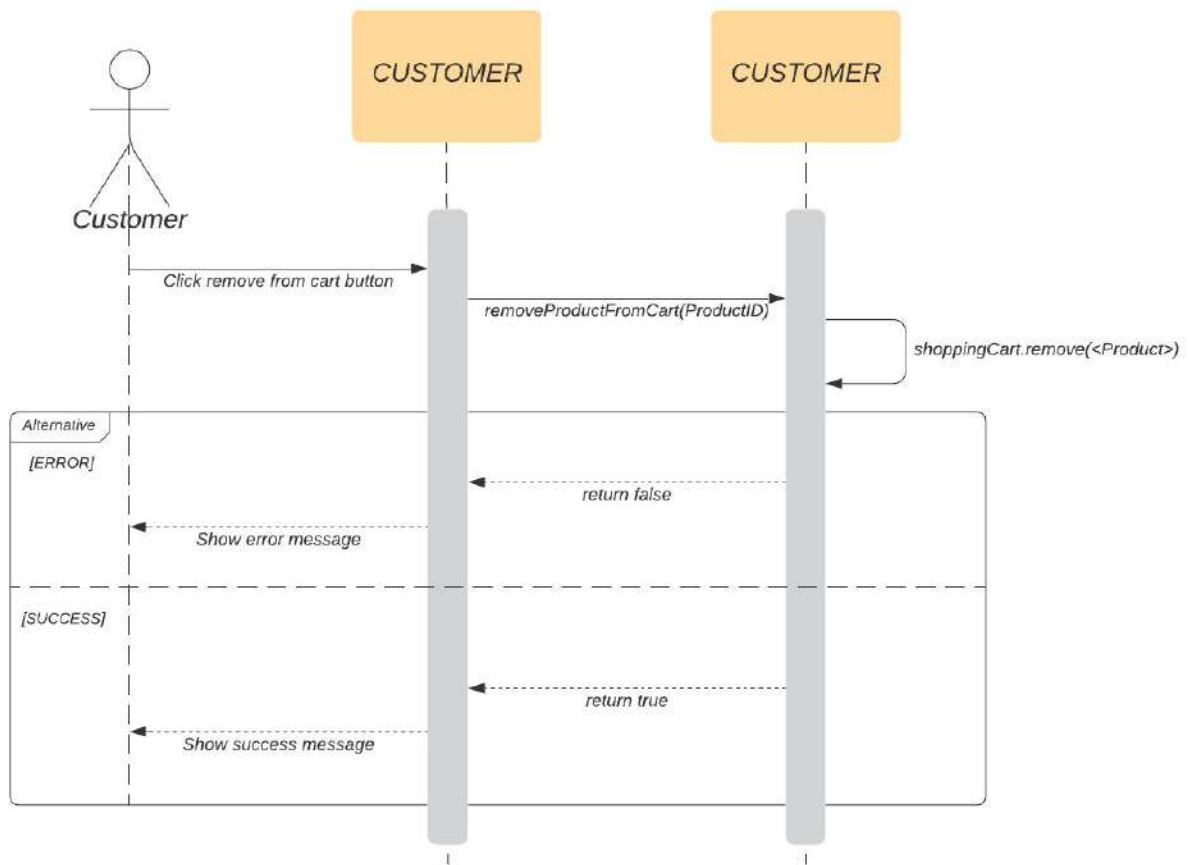 CUSTOMER
CUSTOMER
Customer
Click remove from cart button
removeProductFromCart(ProductID)
shoppingCart.remove(<Product>)
Alternative
[ERROR]
return false
Show error message
[SUCCESS]
return true
Show success message